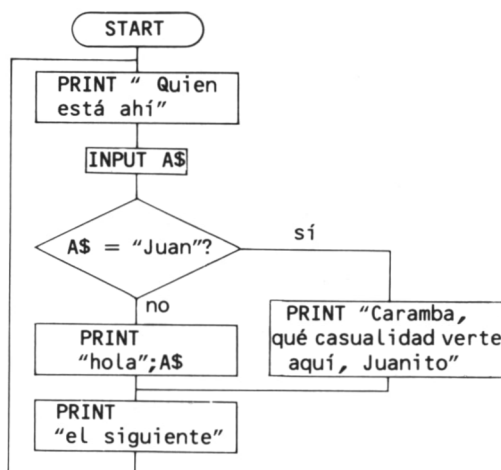 START
PRINT “ Quien
está ahí”
INPUT A$
A$ = “Juan”?
sí
no
PRINT
“hola”;A$
PRINT “Caramba,
qué casualidad verte
aquí, Juanito”
PRINT
“el siguiente”